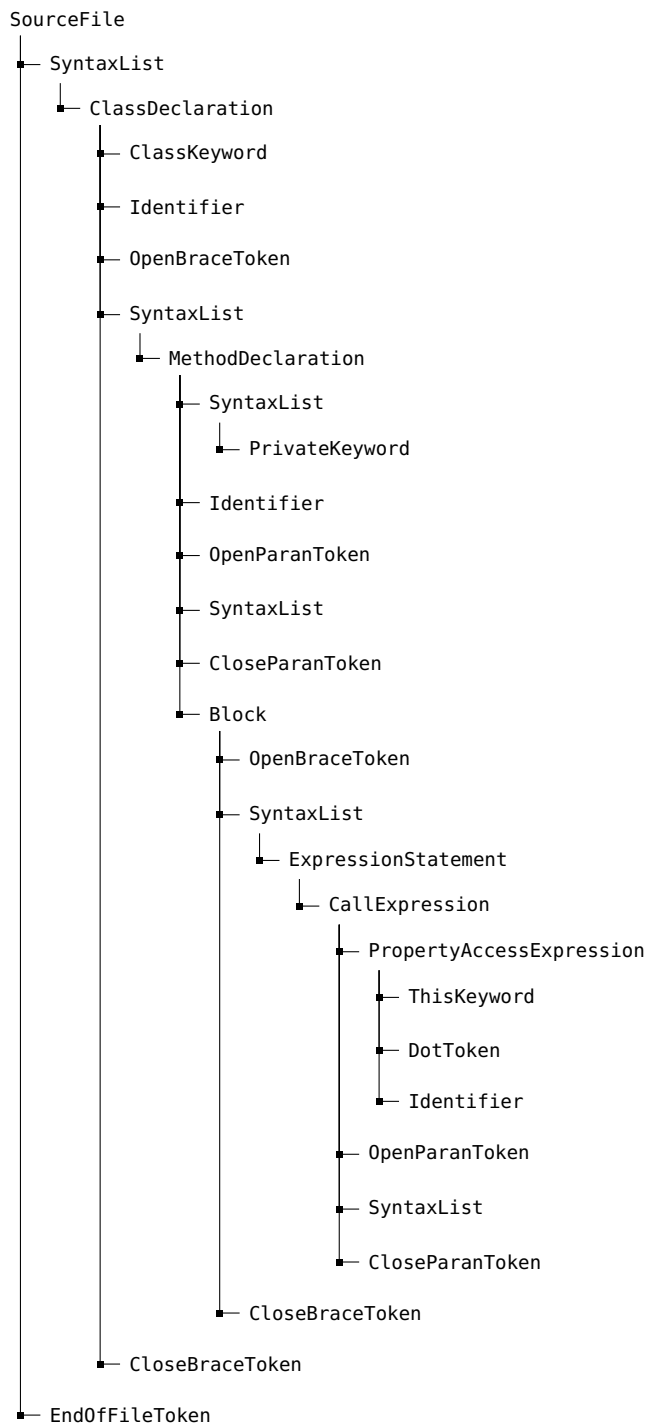 SourceFile
SyntaxList
ClassDeclaration
ClassKeyword
Identifier
OpenBraceToken
SyntaxList
MethodDeclaration
SyntaxList
PrivateKeyword
Identifier
OpenParanToken
SyntaxList
CloseParanToken
Block
OpenBraceToken
SyntaxList
ExpressionStatement
CallExpression
PropertyAccessExpression
ThisKeyword
DotToken
Identifier
OpenParanToken
SyntaxList
CloseParanToken
CloseBraceToken
CloseBraceToken
EndOfFileToken